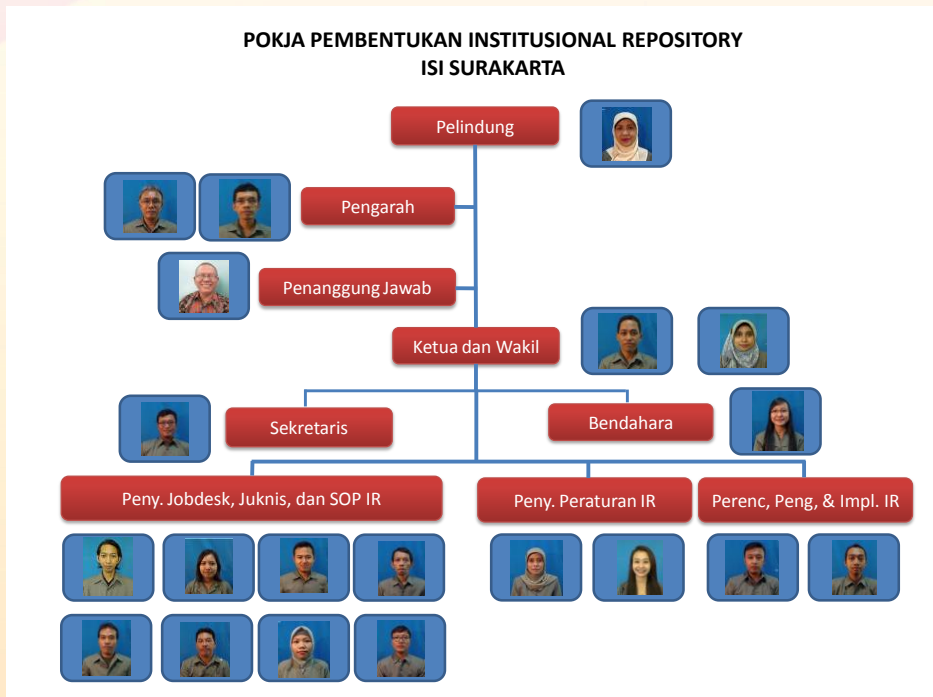 POKJA PEMBENTUKAN INSTITUSIONAL REPOSITORY
ISI SURAKARTA
Pelindung
Pengarah
Penanggung Jawab
Ketua dan Wakil
Sekretaris
Bendahara
Peny. Jobdesk, Juknis, dan SOP IR
Peny. Peraturan IR
Perenc, Peng, & Impl. IR